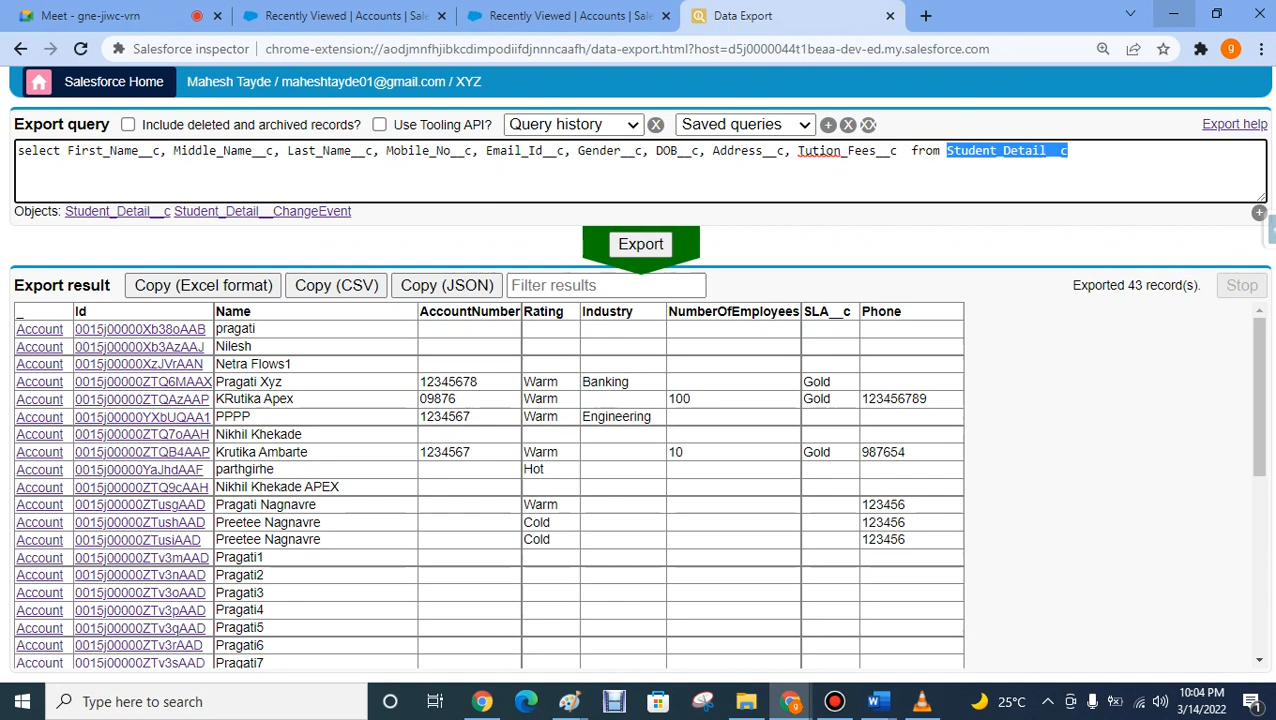 Meet - gne-jiwc-vrn
Recently Viewed | Accounts | Sales
Recently Viewed | Accounts | Sales
Data Export
Salesforce inspector
chrome-extension://aodjmnfhjibkcdimpodiifdjnnncaafh/data-export.html?host=d5j0000044t1beaa-dev-ed.my.salesforce.com
g
Salesforce Home
Mahesh Tayde / maheshtayde01@gmail.com / XYZ
Export query Include deleted and archived records? Use Tooling API? Query history X Saved queries + X XX Export help
select First_Name__c, Middle_Name__c, Last_Name__c, Mobile_No__c, Email_Id__c, Gender__c, DOB__c, Address__c, Tution_Fees__c from Student_Detail__c
Objects: Student_Detail__c Student_Detail__ChangeEvent
Export
Export result Copy (Excel format) Copy (CSV) Copy (JSON) Filter results Exported 43 record(s). Stop
_ Id Name AccountNumber Rating Industry NumberOfEmployees SLA__c Phone
Account 0015j00000Xb38oAAB pragati
Account 0015j00000Xb3AzAAJ Nilesh
Account 0015j00000XzJVrAAN Netra Flows1
Account 0015j00000ZTQ6MAAX Pragati Xyz 12345678 Warm Banking Gold
Account 0015j00000ZTQAzAAP KRutika Apex 09876 Warm 100 Gold 123456789
Account 0015j00000YXbUQAA1 PPPP 1234567 Warm Engineering
Account 0015j00000ZTQ7oAAH Nikhil Khekade
Account 0015j00000ZTQB4AAP Krutika Ambarte 1234567 Warm 10 Gold 987654
Account 0015j00000YaJhdAAF parthgirhe Hot
Account 0015j00000ZTQ9cAAH Nikhil Khekade APEX
Account 0015j00000ZTusgAAD Pragati Nagnavre Warm 123456
Account 0015j00000ZTushAAD Preetee Nagnavre Cold 123456
Account 0015j00000ZTusiAAD Preetee Nagnavre Cold 123456
Account 0015j00000ZTv3mAAD Pragati1
Account 0015j00000ZTv3nAAD Pragati2
Account 0015j00000ZTv3oAAD Pragati3
Account 0015j00000ZTv3pAAD Pragati4
Account 0015j00000ZTv3qAAD Pragati5
Account 0015j00000ZTv3rAAD Pragati6
Account 0015j00000ZTv3sAAD Pragati7
Type here to search
25°C
10:04 PM
3/14/2022